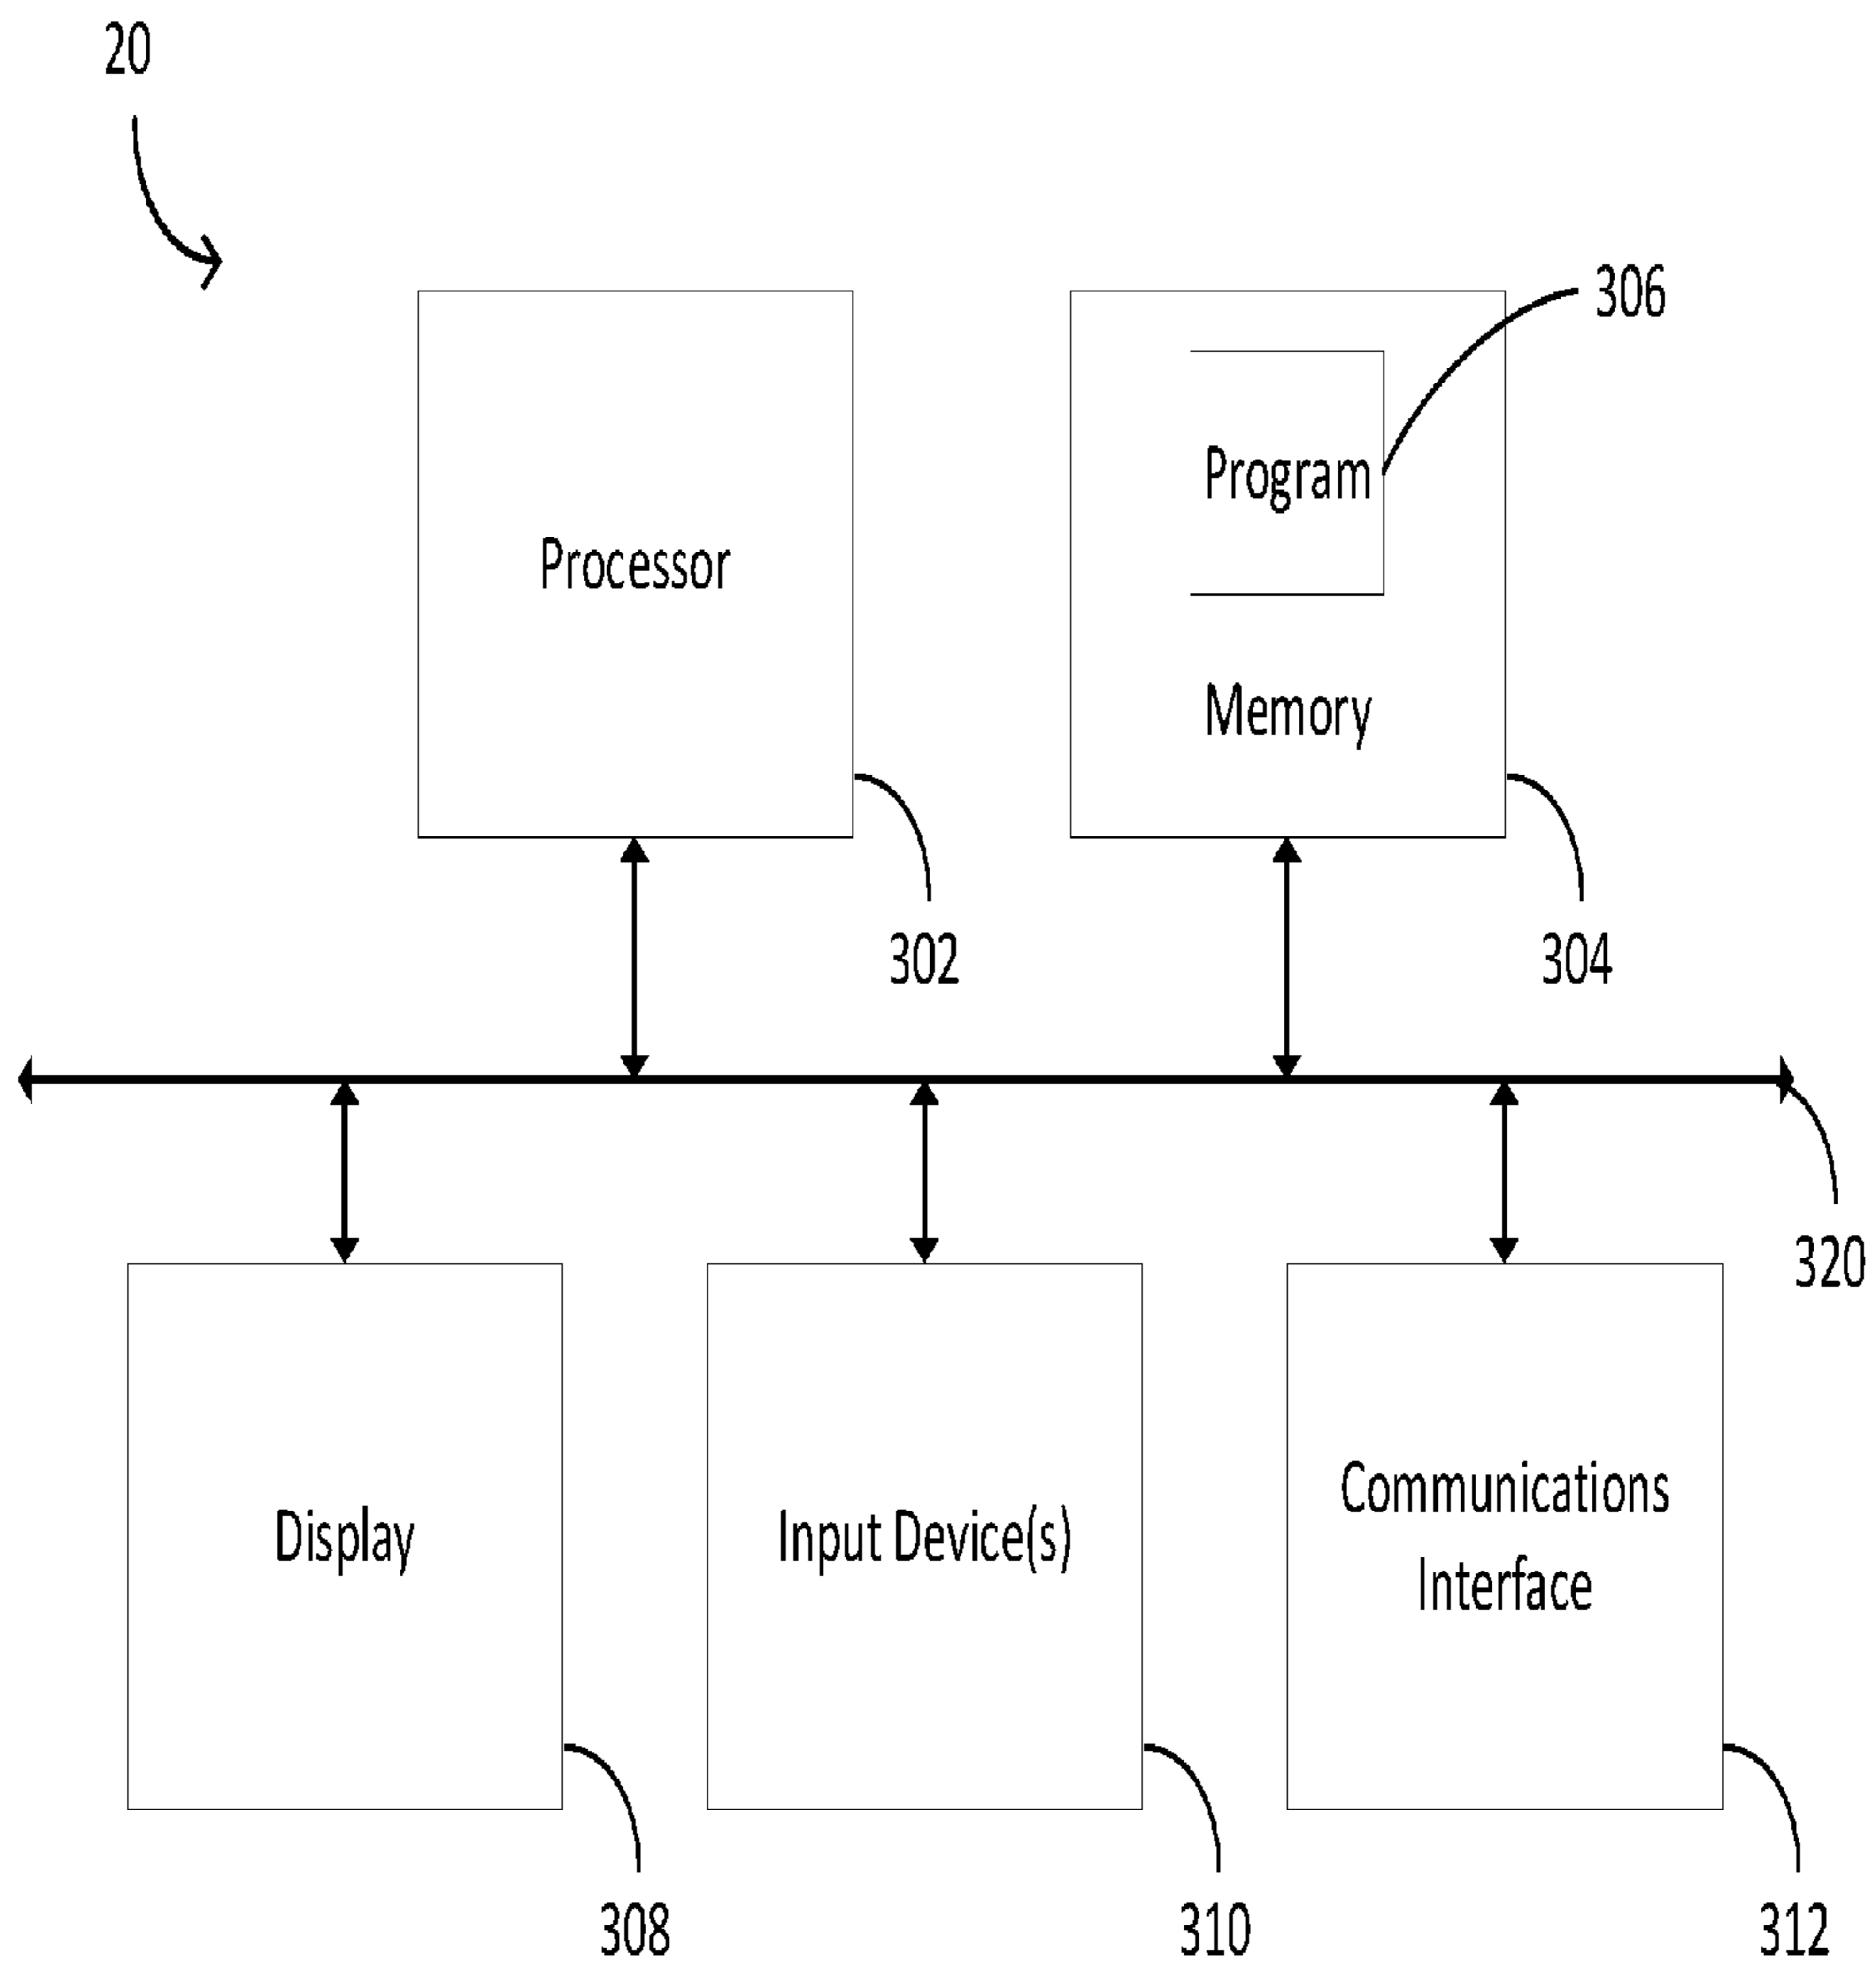 20
306
Program
Processor
Memory
302
304
320
Display
Input Device(s)
Communications
Interface
308
310
312